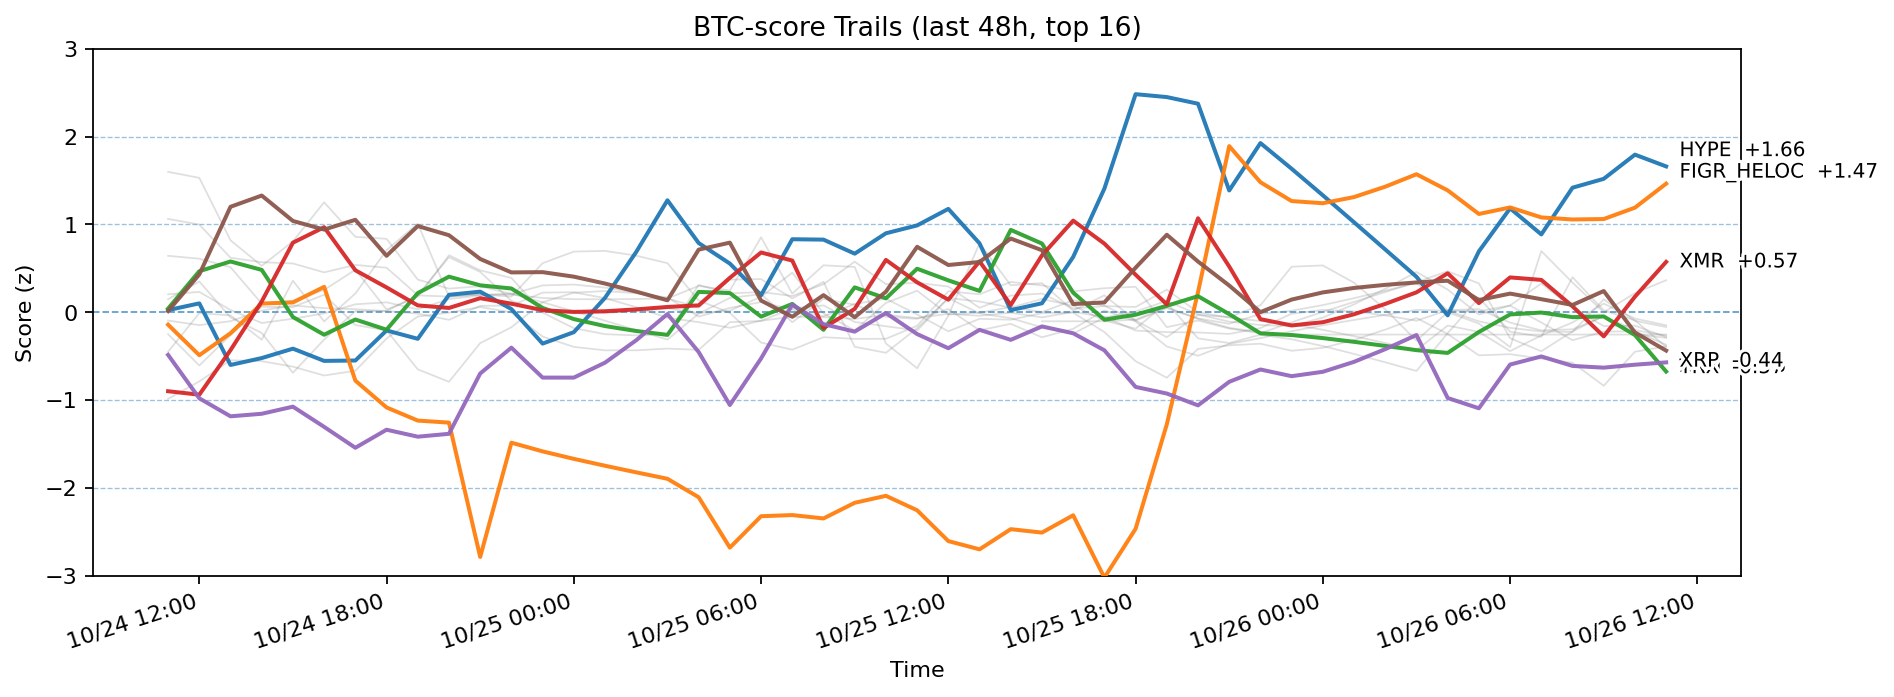 BTC-score Trails (last 48h, top 16)
Score (z)
3
2
1
0
−1
−2
−3
HYPE +1.66
FIGR_HELOC +1.47
XMR +0.57
XRP -0.44
10/24 12:00
10/24 18:00
10/25 00:00
10/25 06:00
10/25 12:00
10/25 18:00
10/26 00:00
10/26 06:00
10/26 12:00
Time